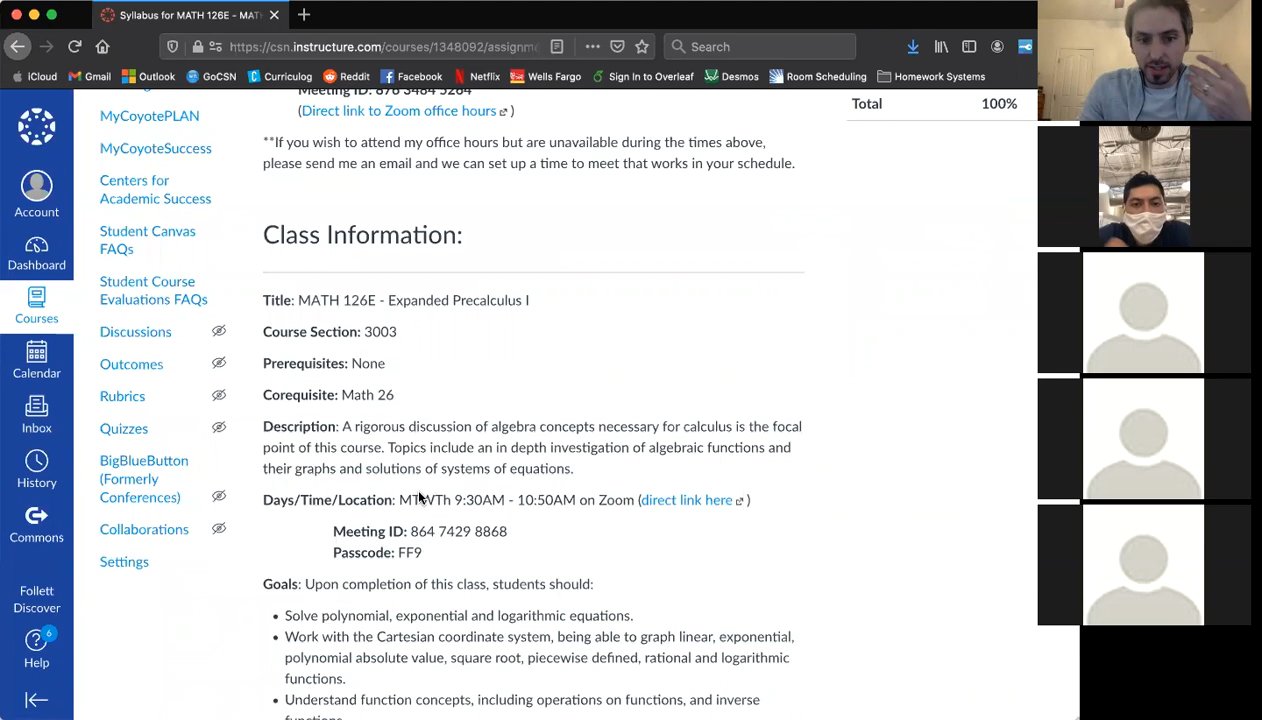 Syllabus for MATH 126E - MAT
https://csn.instructure.com/courses/1348092/assignm
Search
iCloud
Gmail
Outlook
GoCSN
Curriculog
Reddit
Facebook
Netflix
Wells Fargo
Sign In to Overleaf
Desmos
Room Scheduling
Homework Systems
Account
Dashboard
Courses
Calendar
Inbox
History
Commons
Follett
Discover
6
Help
MyCoyotePLAN
MyCoyoteSuccess
Centers for
Academic Success
Student Canvas
FAQs
Student Course
Evaluations FAQs
Discussions
Outcomes
Rubrics
Quizzes
BigBlueButton
(Formerly
Conferences)
Collaborations
Settings
Meeting ID: 876 3484 5264
(Direct link to Zoom office hours)
**If you wish to attend my office hours but are unavailable during the times above,
please send me an email and we can set up a time to meet that works in your schedule.
Class Information:
Title: MATH 126E - Expanded Precalculus I
Course Section: 3003
Prerequisites: None
Corequisite: Math 26
Description: A rigorous discussion of algebra concepts necessary for calculus is the focal
point of this course. Topics include an in depth investigation of algebraic functions and
their graphs and solutions of systems of equations.
Days/Time/Location: MTWTh 9:30AM - 10:50AM on Zoom (direct link here)
Meeting ID: 864 7429 8868
Passcode: FF9
Goals: Upon completion of this class, students should:
• Solve polynomial, exponential and logarithmic equations.
• Work with the Cartesian coordinate system, being able to graph linear, exponential,
polynomial absolute value, square root, piecewise defined, rational and logarithmic
functions.
• Understand function concepts, including operations on functions, and inverse
functions.
Total 100%